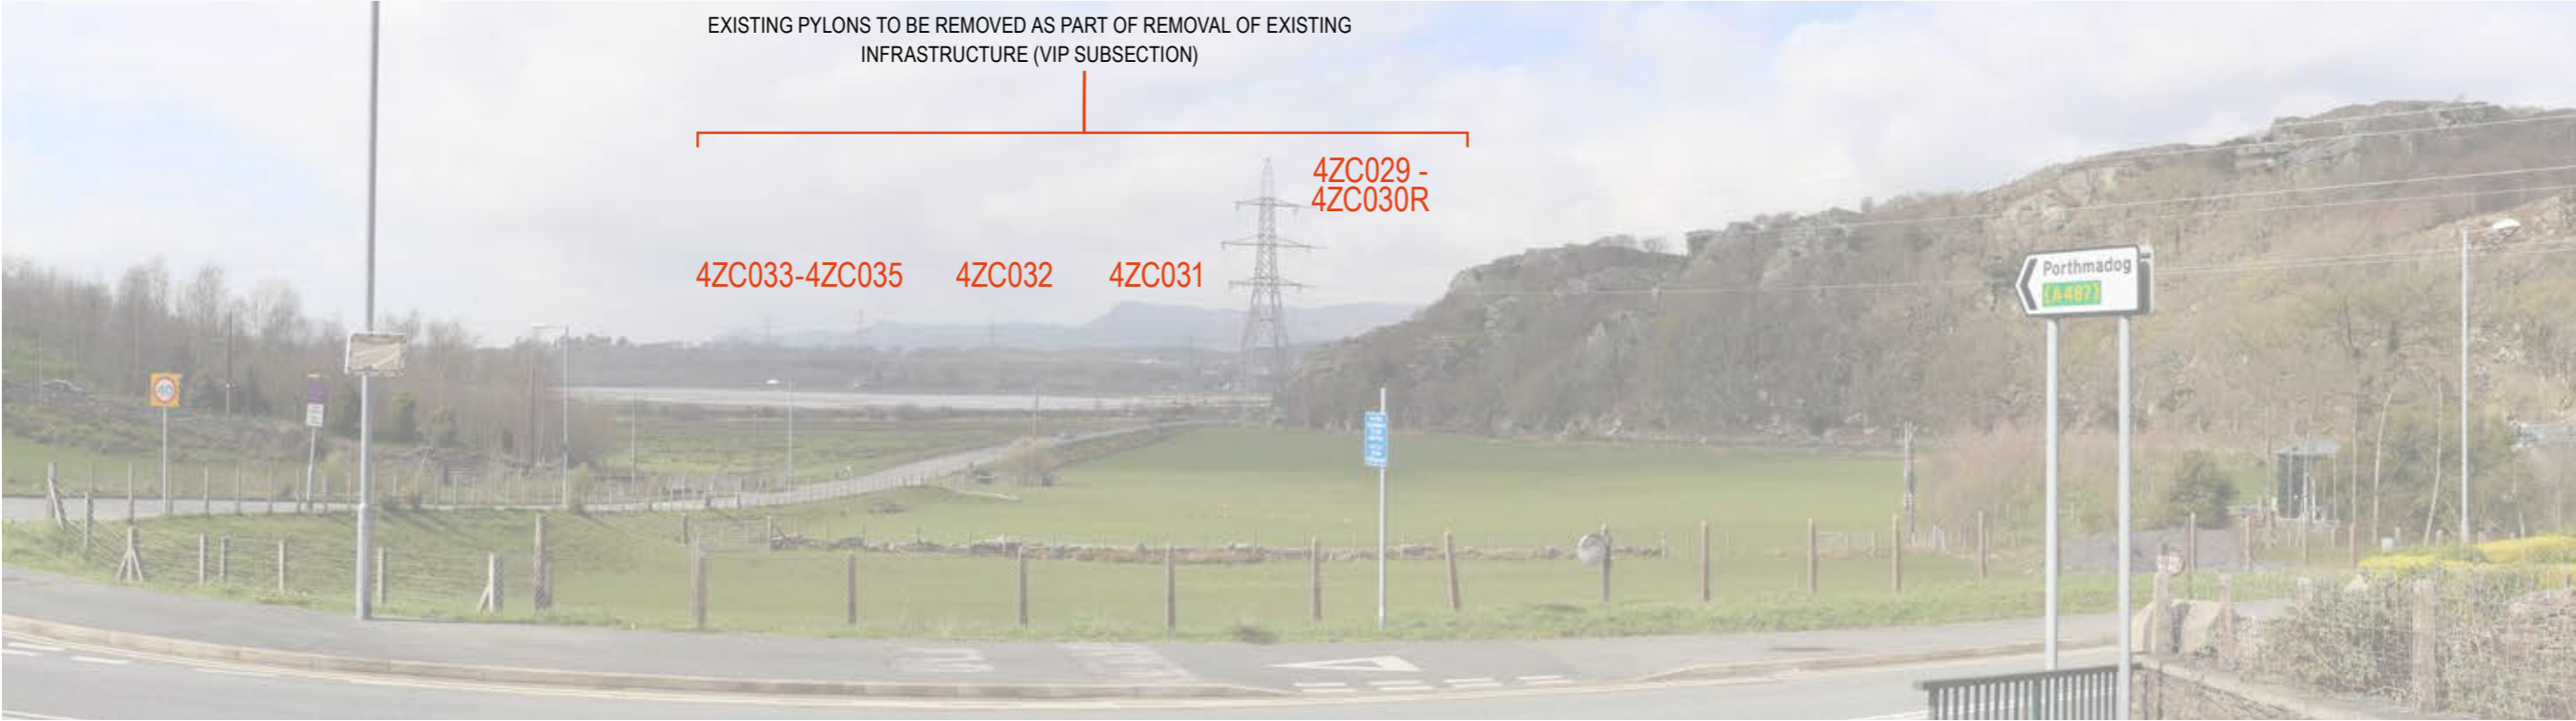 EXISTING PYLONS TO BE REMOVED AS PART OF REMOVAL OF EXISTING
INFRASTRUCTURE (VIP SUBSECTION)
4ZC029 -
4ZC030R
4ZC033-4ZC035
4ZC032
4ZC031
Porthmadog
(A487)
40